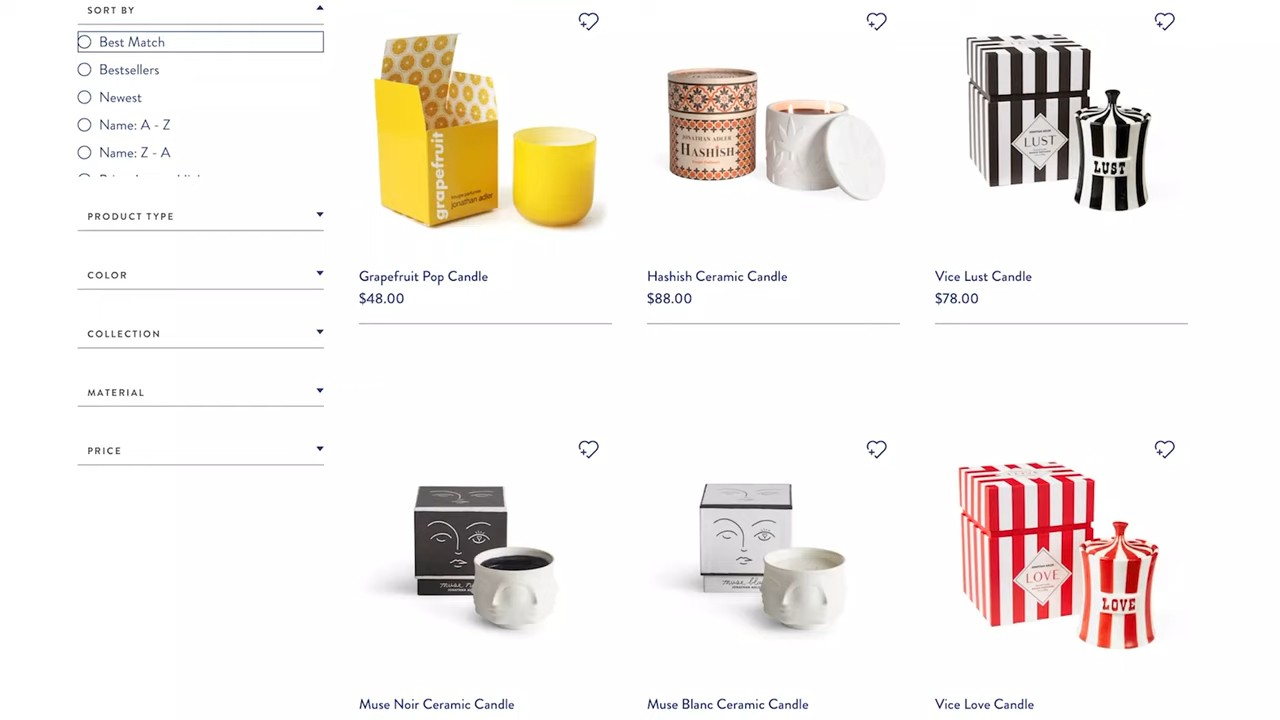 SORT BY
Best Match
Bestsellers
Newest
Name: A - Z
Name: Z - A
PRODUCT TYPE
COLOR
COLLECTION
MATERIAL
PRICE
grapefruit
jonathan adler
Grapefruit Pop Candle
$48.00
JONATHAN ADLER
HASHISH
Hashish Ceramic Candle
$88.00
LUST
LUST
Vice Lust Candle
$78.00
Muse Noir Ceramic Candle
Muse Blanc Ceramic Candle
LOVE
LOVE
Vice Love Candle